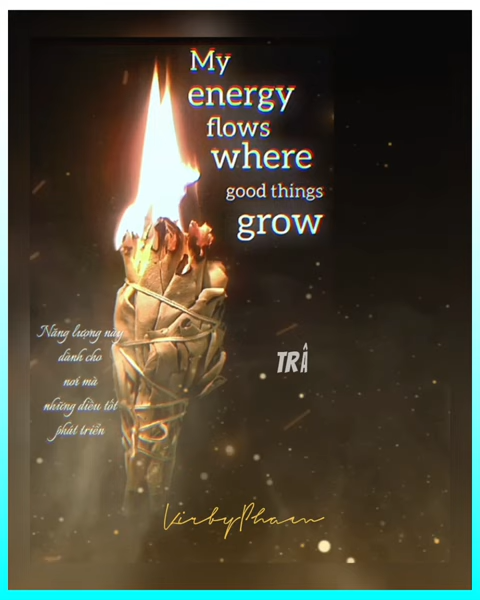 My
energy
flows
where
good things
grow
Năng lượng này
dành cho
nơi mà
những điều tốt
phát triển
TRÂ
KirbyPhaan